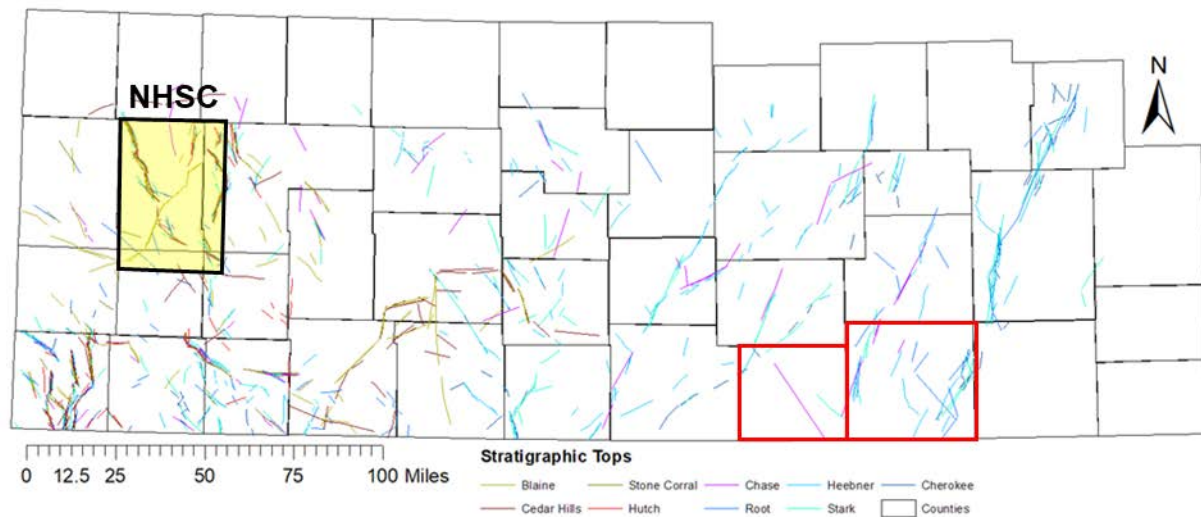 NHSC
N
0 12.5 25 50 75 100 Miles
Stratigraphic Tops
Blaine Stone Corral Chase Heebner Cherokee
Cedar Hills Hutch Root Stark Counties